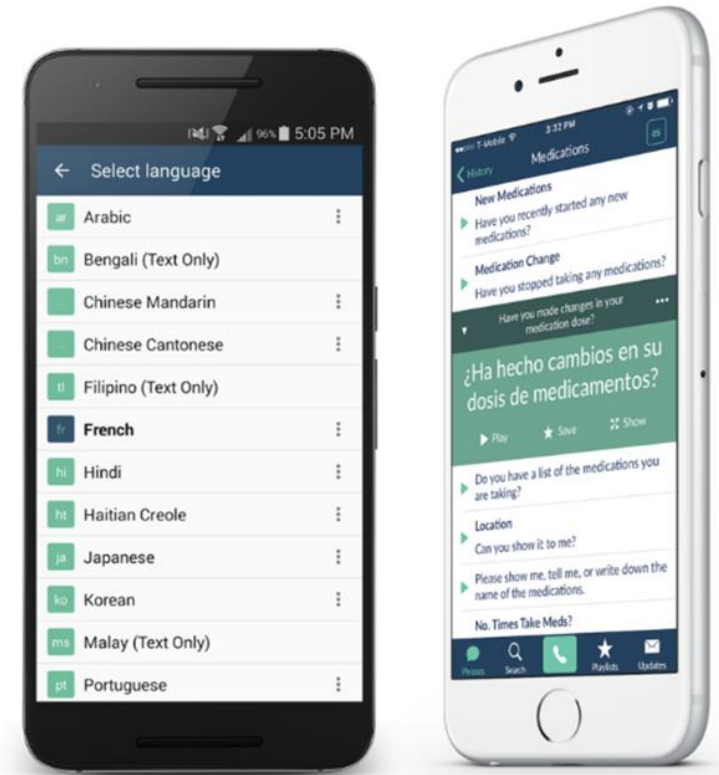 96% 5:05 PM
← Select language
ar Arabic
bn Bengali (Text Only)
.. Chinese Mandarin
.. Chinese Cantonese
tl Filipino (Text Only)
fr French
hi Hindi
ht Haitian Creole
ja Japanese
ko Korean
ms Malay (Text Only)
pt Portuguese
T-Mobile 3:32 PM
History Medications es
New Medications
Have you recently started any new
medications?
Medication Change
Have you stopped taking any medications?
Have you made changes in your
medication dose?
¿Ha hecho cambios en su
dosis de medicamentos?
Play Save Show
Do you have a list of the medications you
are taking?
Location
Can you show it to me?
Please show me, tell me, or write down the
name of the medications.
No. Times Take Meds?
Phrases Search Playlists Updates